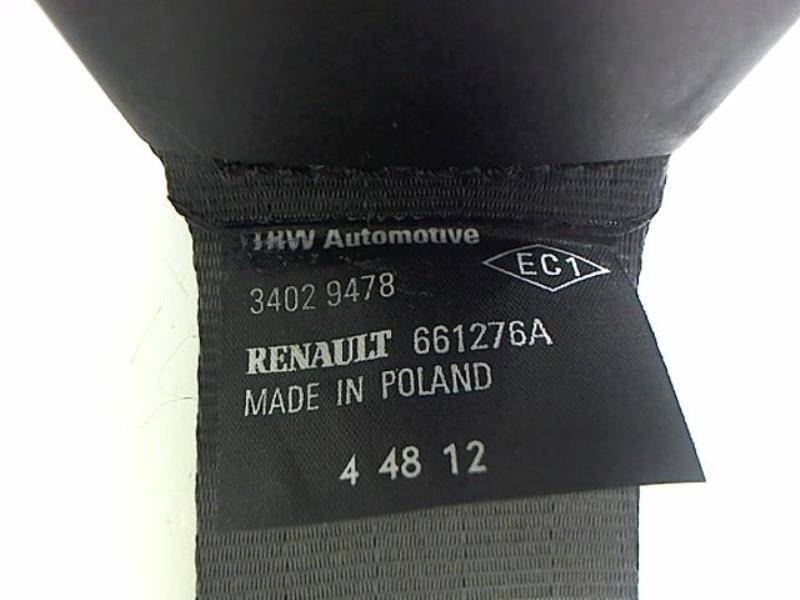 TRW Automotive
EC1
3402 9478
RENAULT 661276A
MADE IN POLAND
4 48 12